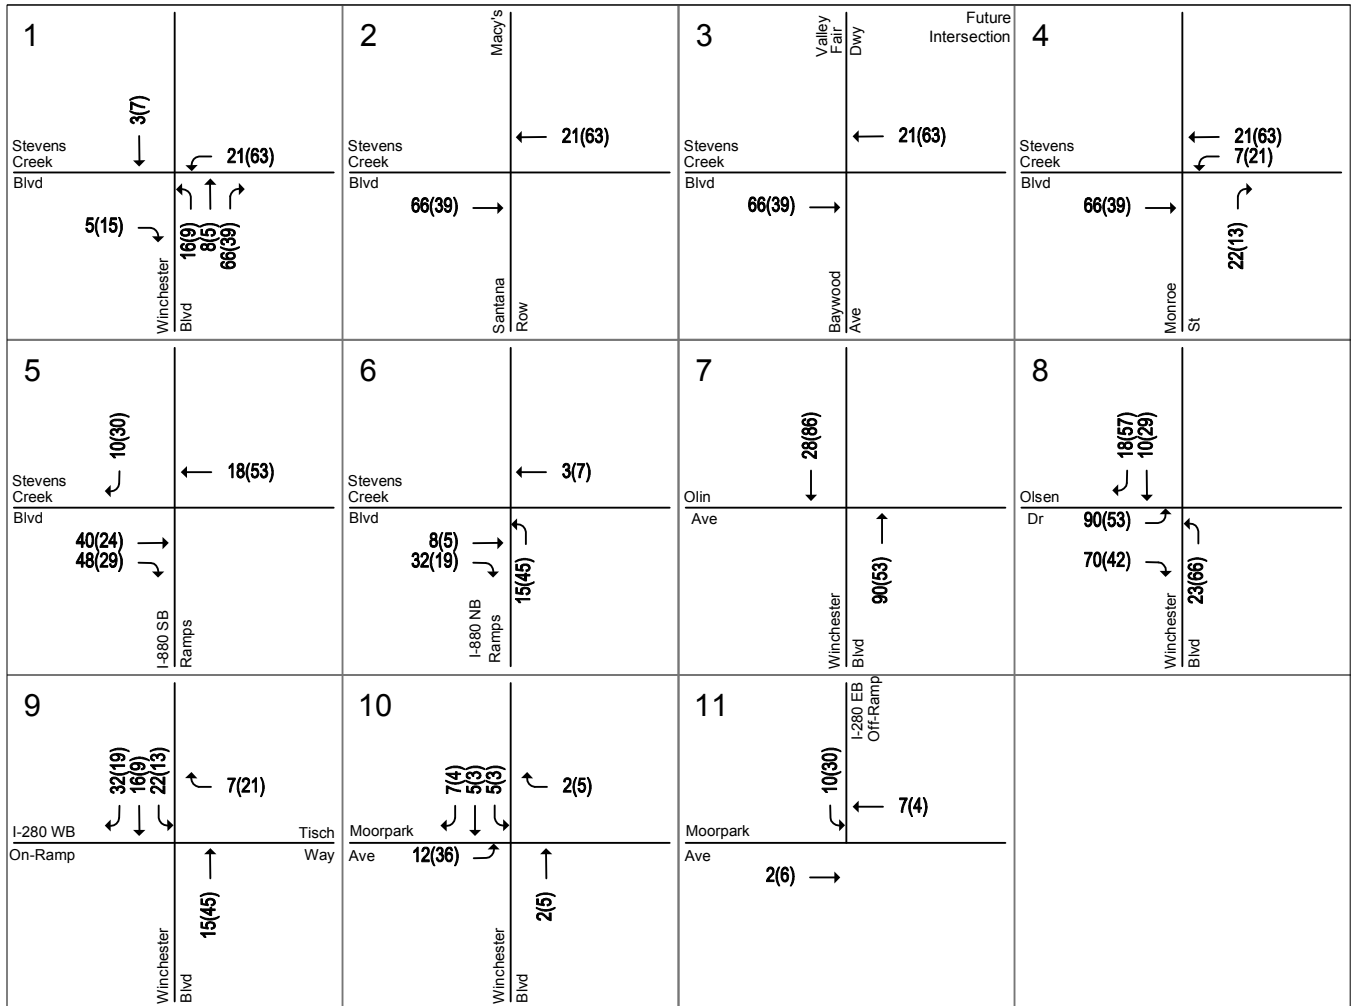 1
3(7)
Stevens
Creek
Blvd
21(63)
5(15)
16(9)
8(5)
66(39)
Winchester
Blvd
2
Macy's
Stevens
Creek
Blvd
21(63)
66(39)
Santana
Row
3
Valley
Fair
Dwy
Future
Intersection
Stevens
Creek
Blvd
21(63)
66(39)
Baywood
Ave
4
Stevens
Creek
Blvd
21(63)
7(21)
66(39)
22(13)
Monroe
St
5
10(30)
Stevens
Creek
Blvd
18(53)
40(24)
48(29)
I-880 SB
Ramps
6
Stevens
Creek
Blvd
3(7)
8(5)
32(19)
15(45)
I-880 NB
Ramps
7
28(86)
Olin
Ave
90(53)
Winchester
Blvd
8
18(57)
10(29)
Olsen
Dr
90(53)
70(42)
23(66)
Winchester
Blvd
9
32(19)
16(9)
22(13)
7(21)
I-280 WB
On-Ramp
Tisch
Way
15(45)
Winchester
Blvd
10
7(4)
5(3)
5(3)
2(5)
Moorpark
Ave
12(36)
2(5)
Winchester
Blvd
11
I-280 EB
Off-Ramp
10(30)
7(4)
Moorpark
Ave
2(6)